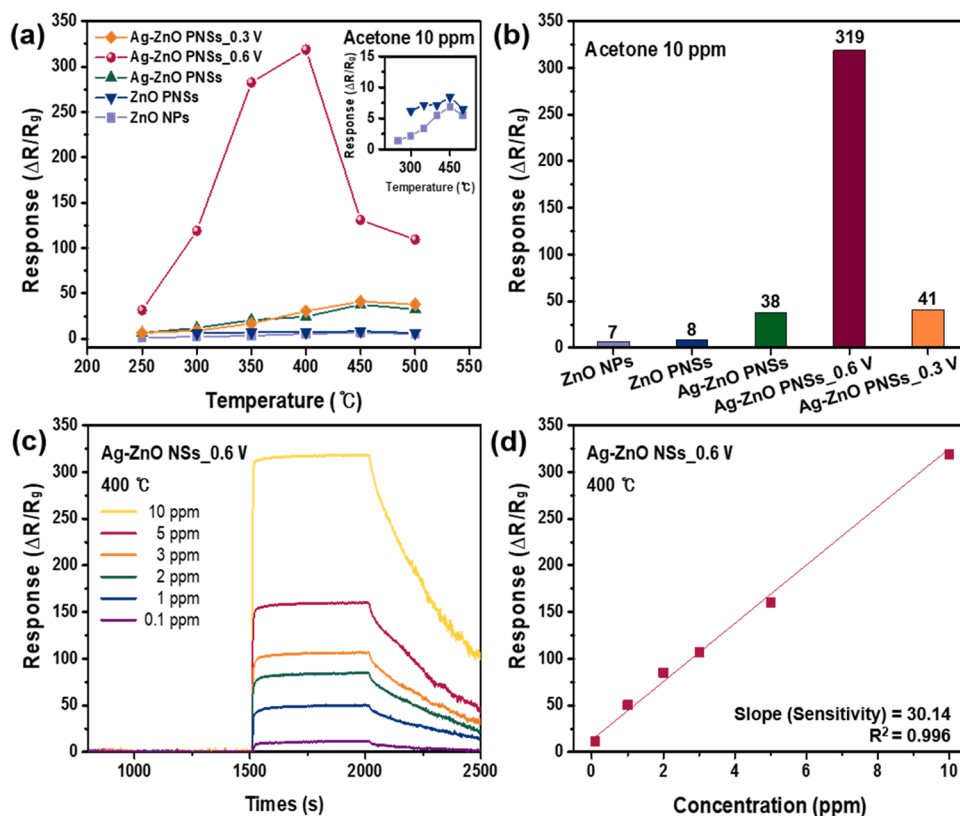 (a)
350
300
250
200
150
100
50
0
Response (ΔR/Rg)
Ag-ZnO PNSs_0.3 V
Ag-ZnO PNSs_0.6 V
Ag-ZnO PNSs
ZnO PNSs
ZnO NPs
Acetone 10 ppm
15
10
5
0
Response (ΔR/Rg)
300 450
Temperature (℃)
200 250 300 350 400 450 500 550
Temperature (℃)
(b)
350
300
250
200
150
100
50
0
Response (ΔR/Rg)
Acetone 10 ppm
7
8
38
319
41
ZnO NPs
ZnO PNSs
Ag-ZnO PNSs
Ag-ZnO PNSs_0.6 V
Ag-ZnO PNSs_0.3 V
(c)
350
300
250
200
150
100
50
0
Response (ΔR/Rg)
Ag-ZnO NSs_0.6 V
400 ℃
10 ppm
5 ppm
3 ppm
2 ppm
1 ppm
0.1 ppm
1000 1500 2000 2500
Times (s)
(d)
350
300
250
200
150
100
50
0
Response (ΔR/Rg)
Ag-ZnO NSs_0.6 V
400 ℃
Slope (Sensitivity) = 30.14
R² = 0.996
0 2 4 6 8 10
Concentration (ppm)